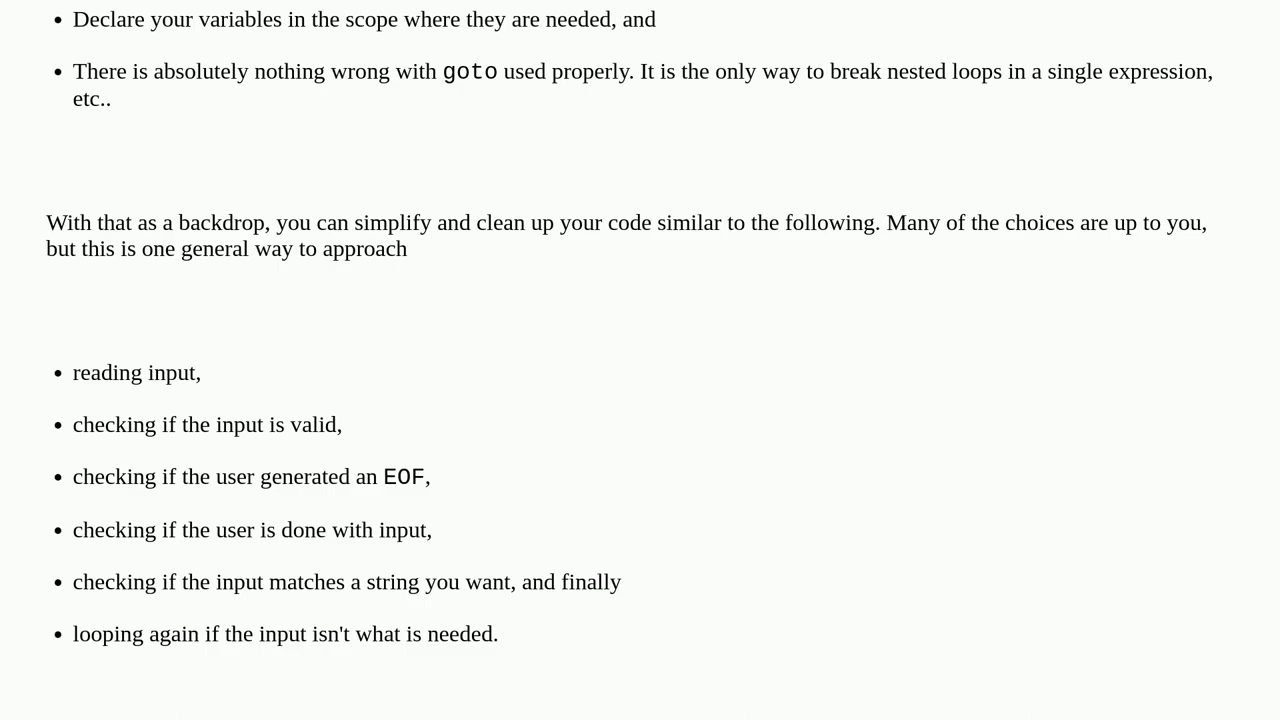 • Declare your variables in the scope where they are needed, and
• There is absolutely nothing wrong with goto used properly. It is the only way to break nested loops in a single expression,
etc..
With that as a backdrop, you can simplify and clean up your code similar to the following. Many of the choices are up to you,
but this is one general way to approach
• reading input,
• checking if the input is valid,
• checking if the user generated an EOF,
• checking if the user is done with input,
• checking if the input matches a string you want, and finally
• looping again if the input isn't what is needed.